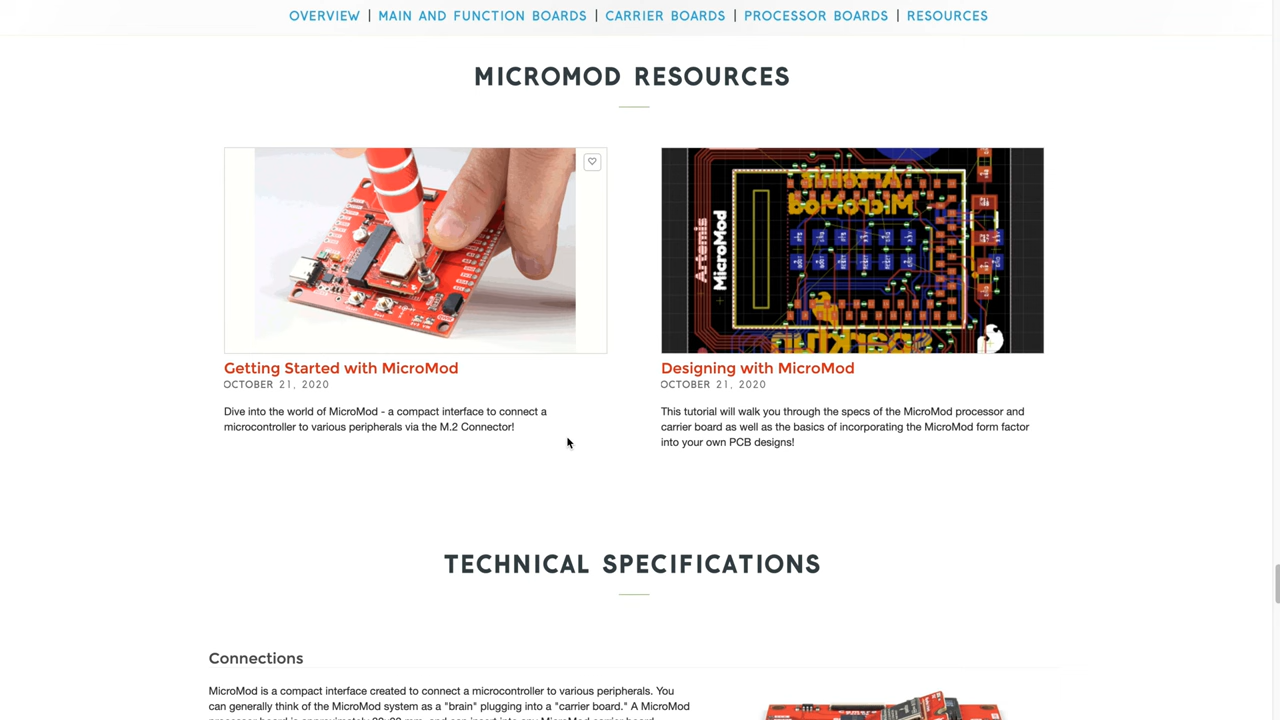 OVERVIEW | MAIN AND FUNCTION BOARDS | CARRIER BOARDS | PROCESSOR BOARDS | RESOURCES
MICROMOD RESOURCES
Artemis
MicroMod
Artemis
MicroMod
sparkfun
Getting Started with MicroMod
OCTOBER 21, 2020
Dive into the world of MicroMod - a compact interface to connect a
microcontroller to various peripherals via the M.2 Connector!
Designing with MicroMod
OCTOBER 21, 2020
This tutorial will walk you through the specs of the MicroMod processor and
carrier board as well as the basics of incorporating the MicroMod form factor
into your own PCB designs!
TECHNICAL SPECIFICATIONS
Connections
MicroMod is a compact interface created to connect a microcontroller to various peripherals. You
can generally think of the MicroMod system as a "brain" plugging into a "carrier board." A MicroMod